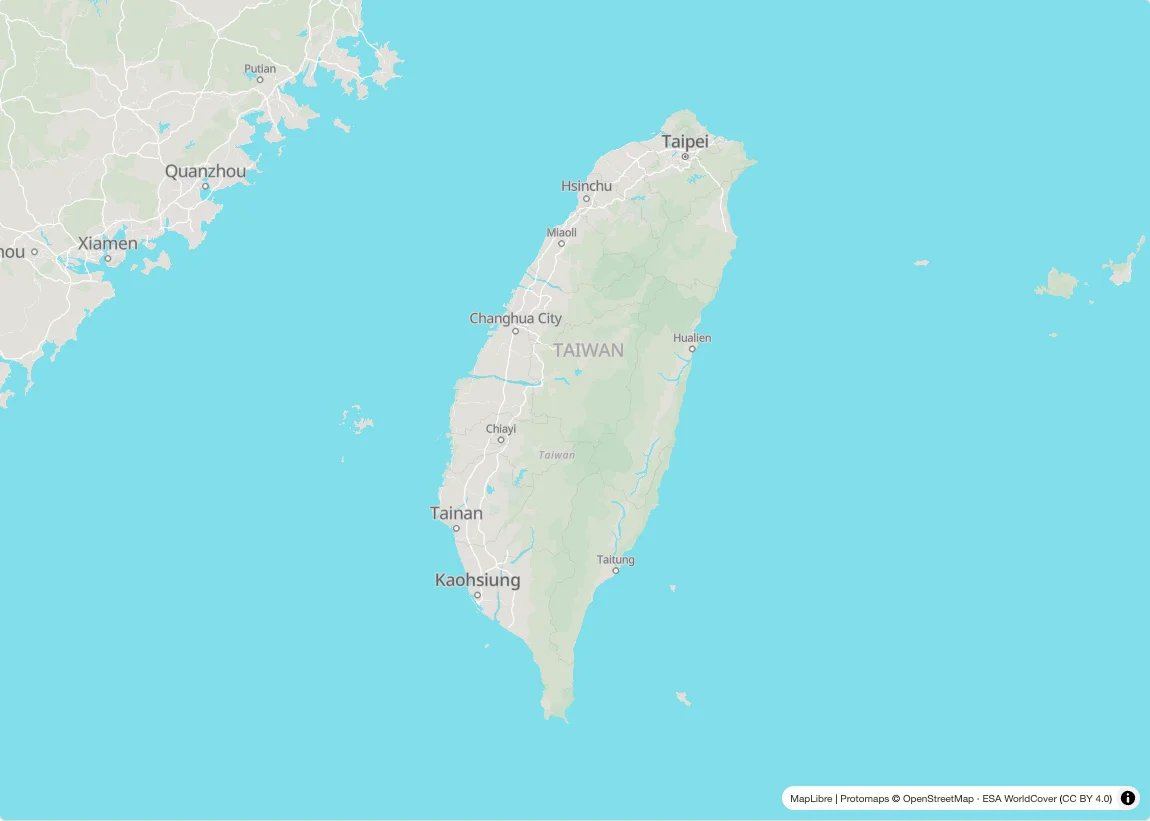 Putian
Taipei
Quanzhou
Hsinchu
Miaoli
Xiamen
hou
Changhua City
Hualien
TAIWAN
Chiayi
Taiwan
Tainan
Taitung
Kaohsiung
MapLibre | Protomaps © OpenStreetMap · ESA WorldCover (CC BY 4.0)